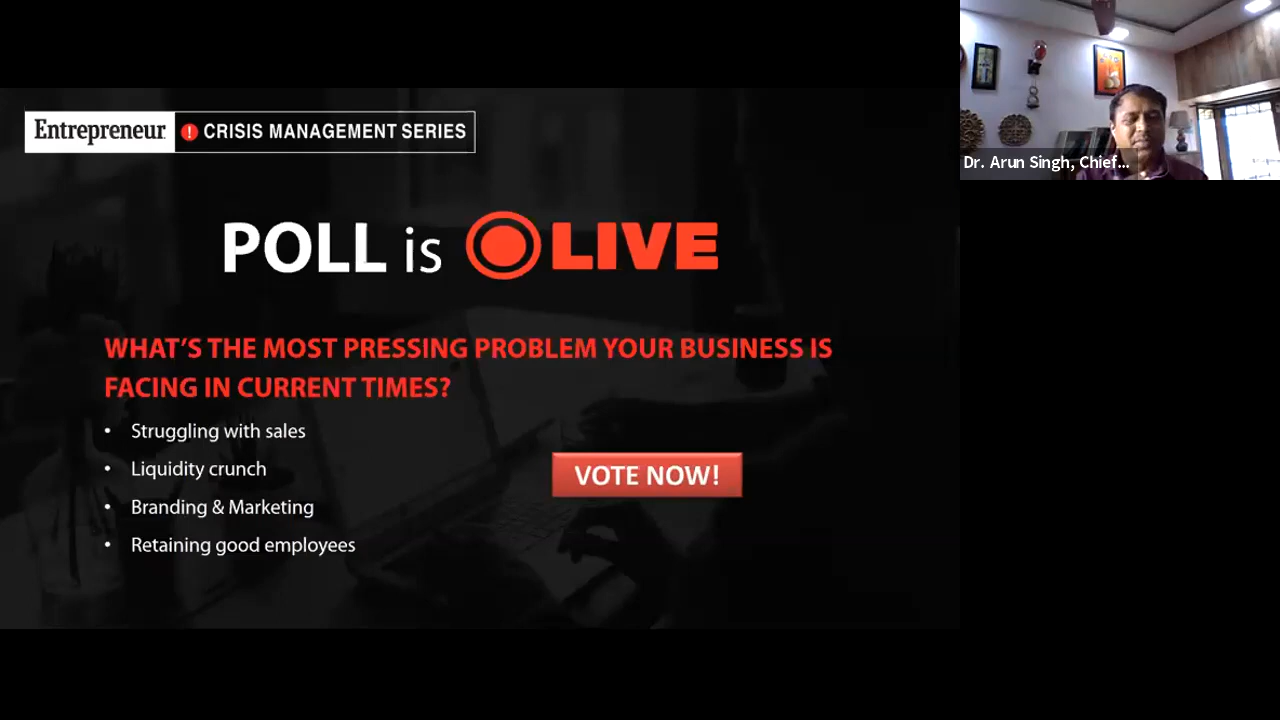 Entrepreneur ! CRISIS MANAGEMENT SERIES
Dr. Arun Singh, Chief...
POLL is LIVE
WHAT'S THE MOST PRESSING PROBLEM YOUR BUSINESS IS
FACING IN CURRENT TIMES?
• Struggling with sales
• Liquidity crunch
• Branding & Marketing
• Retaining good employees
VOTE NOW!